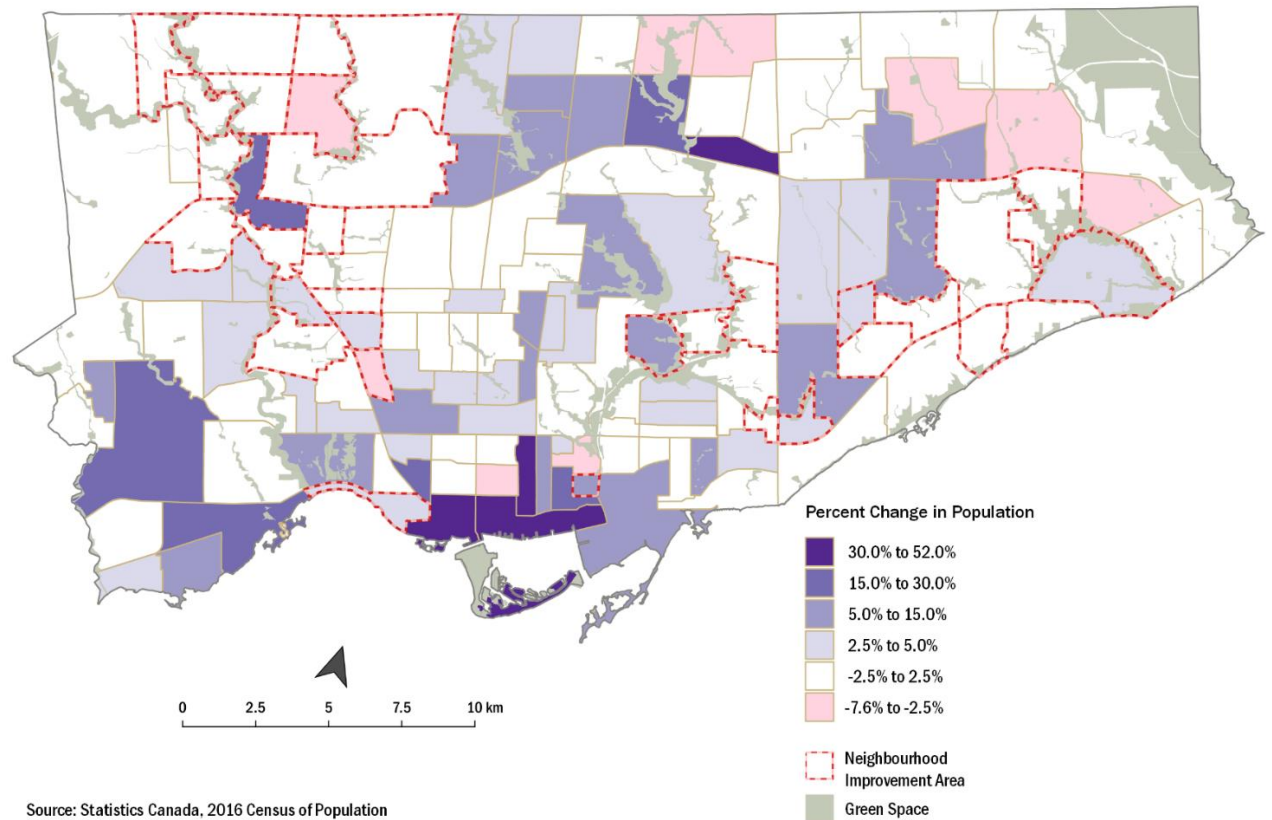 0 2.5 5 7.5 10 km
Source: Statistics Canada, 2016 Census of Population
Percent Change in Population
30.0% to 52.0%
15.0% to 30.0%
5.0% to 15.0%
2.5% to 5.0%
-2.5% to 2.5%
-7.6% to -2.5%
Neighbourhood
Improvement Area
Green Space